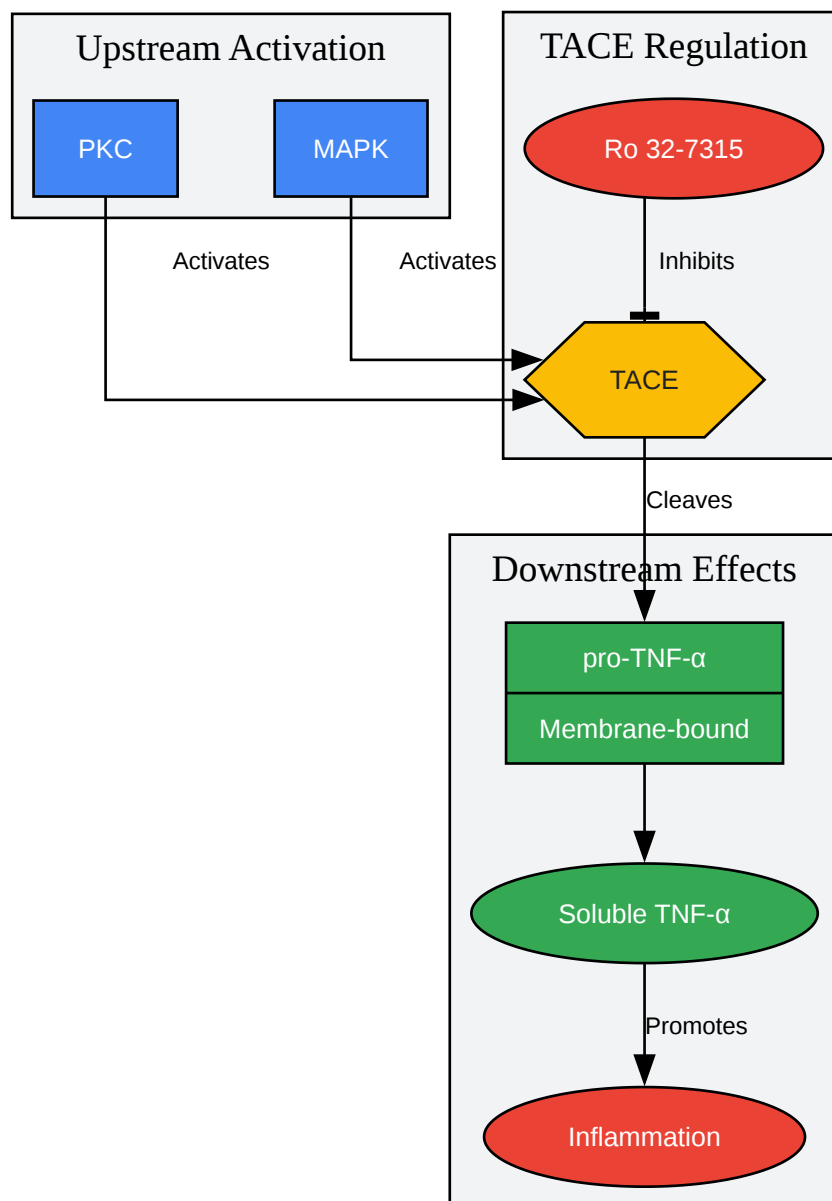 Upstream Activation
TACE Regulation
PKC
MAPK
Ro 32-7315
Activates
Activates
Inhibits
TACE
Cleaves
Downstream Effects
pro-TNF-α
Membrane-bound
Soluble TNF-α
Promotes
Inflammation